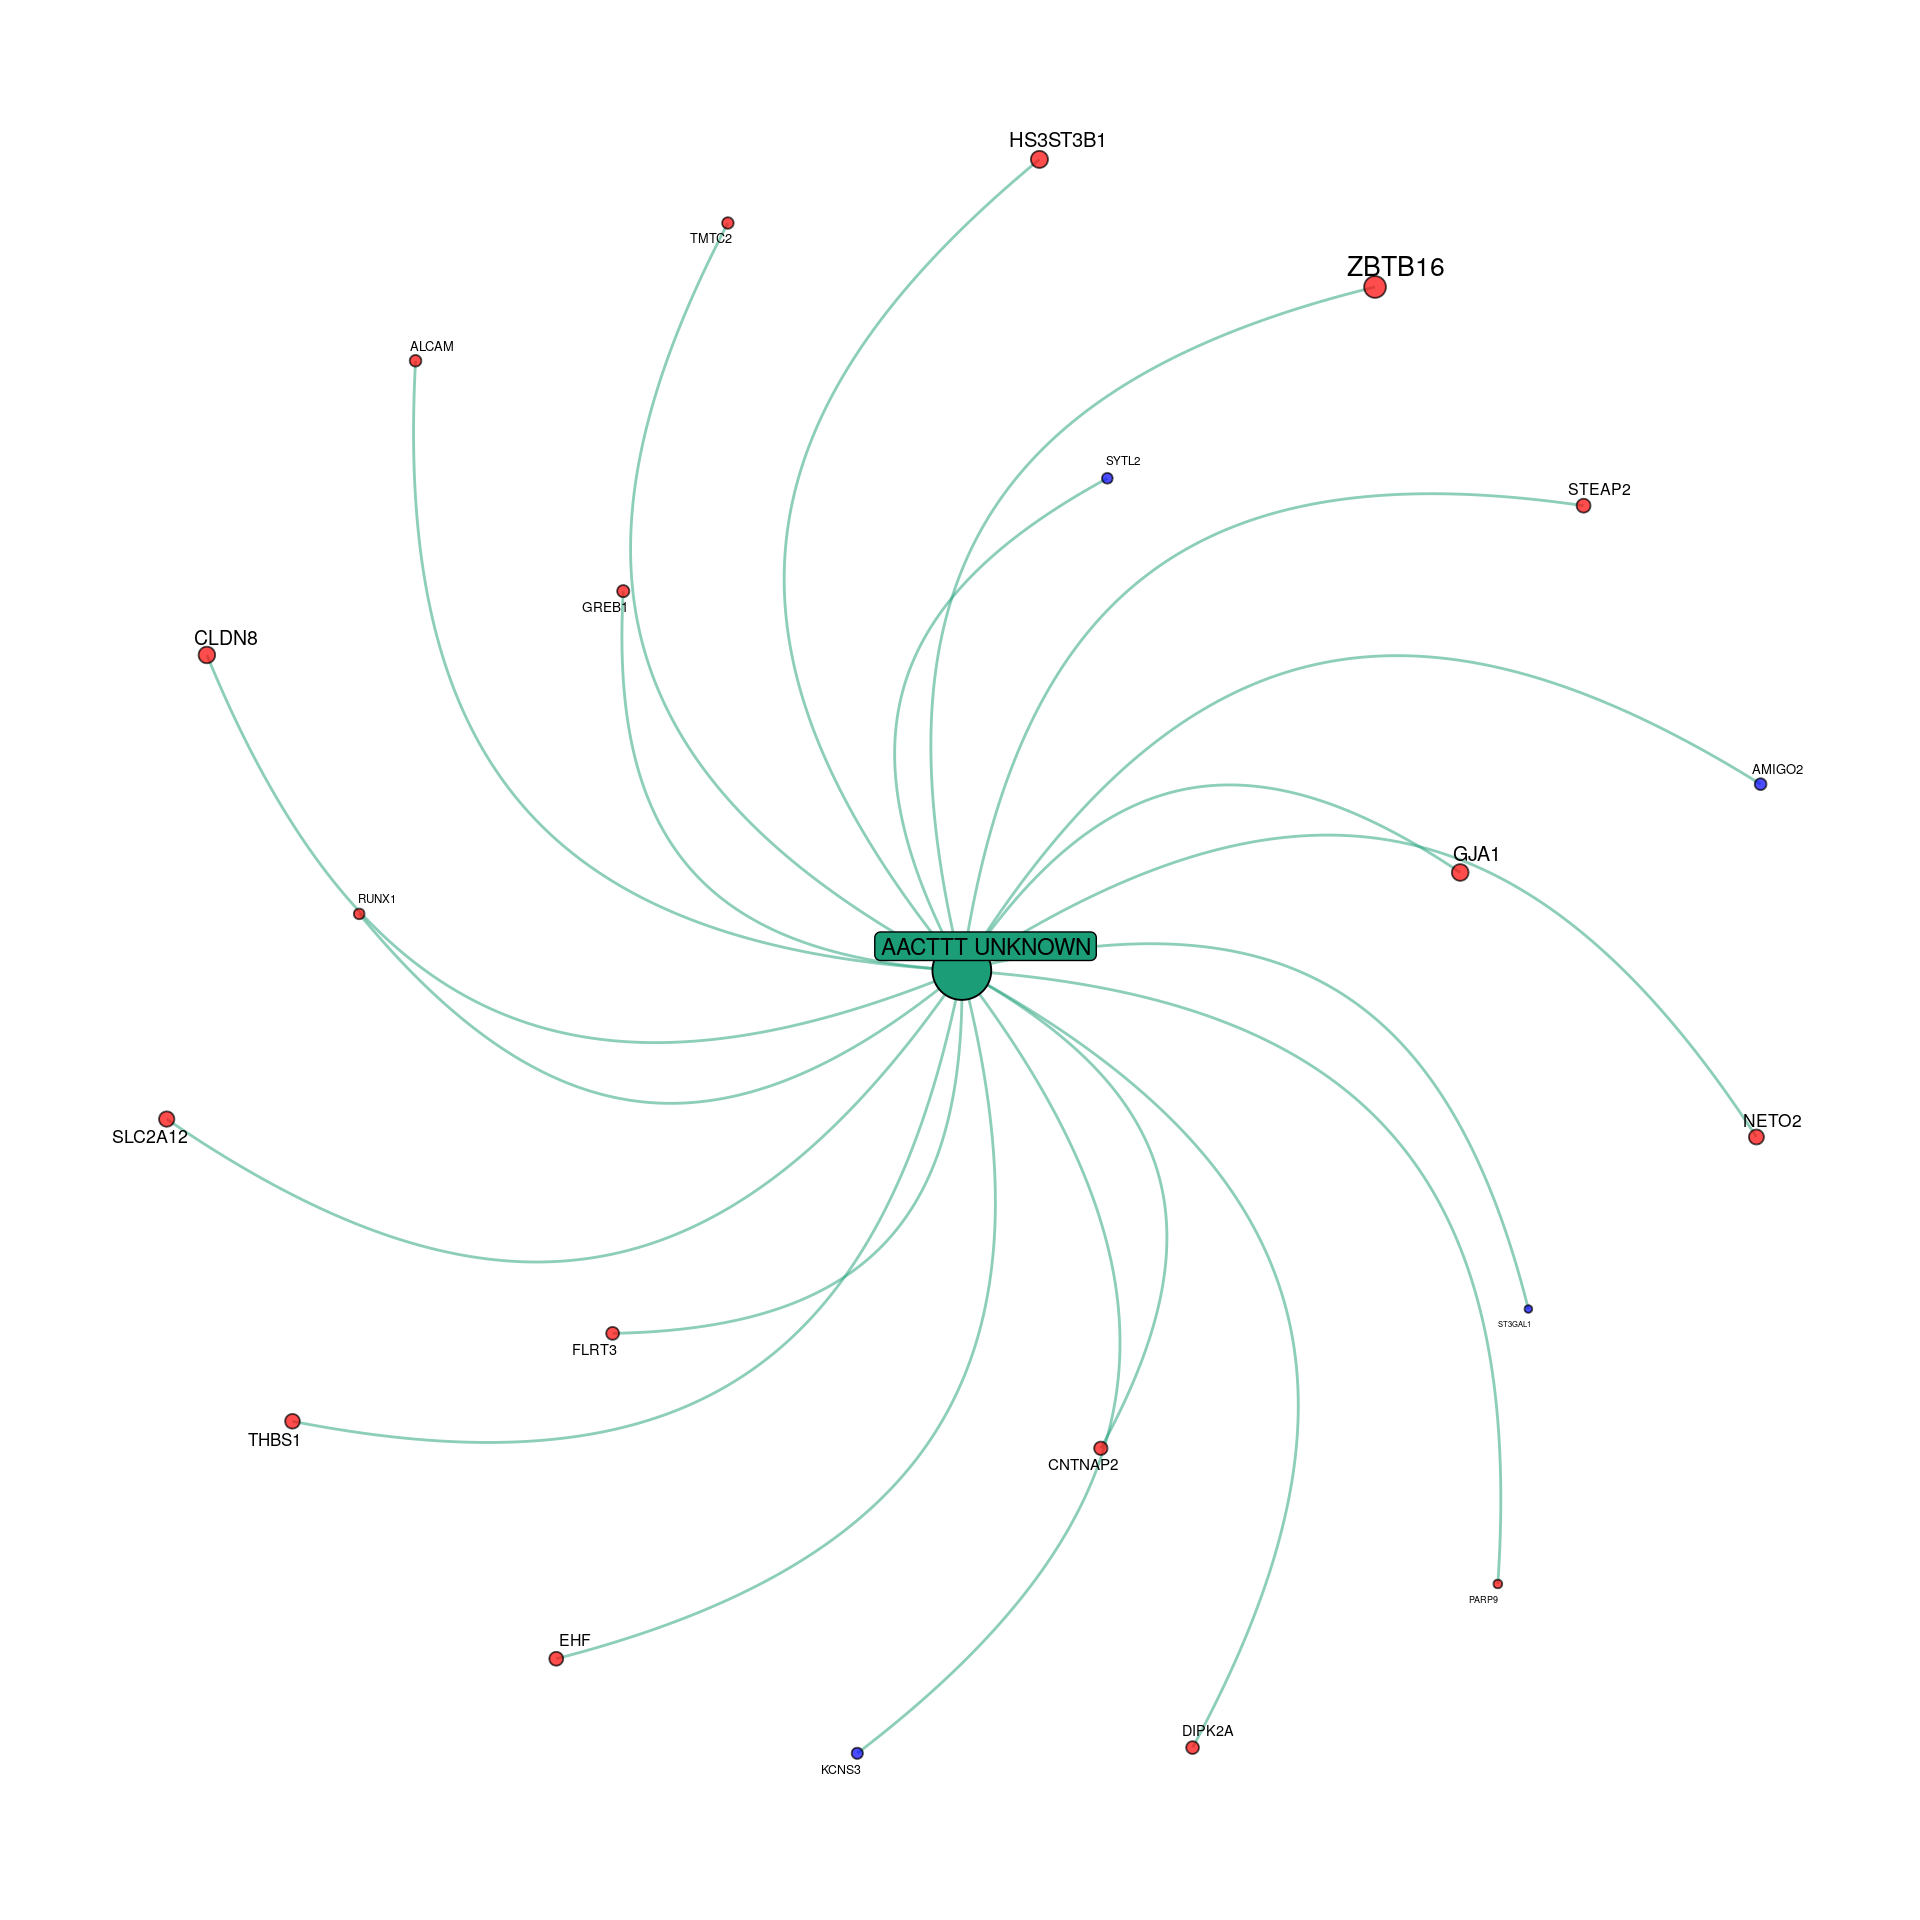 HS3ST3B1
TMTC2
ZBTB16
ALCAM
SYTL2
STEAP2
GREB1
CLDN8
AMIGO2
GJA1
RUNX1
AACTTT UNKNOWN
NETO2
SLC2A12
ST3GAL1
FLRT3
THBS1
CNTNAP2
PARP9
EHF
DIPK2A
KCNS3